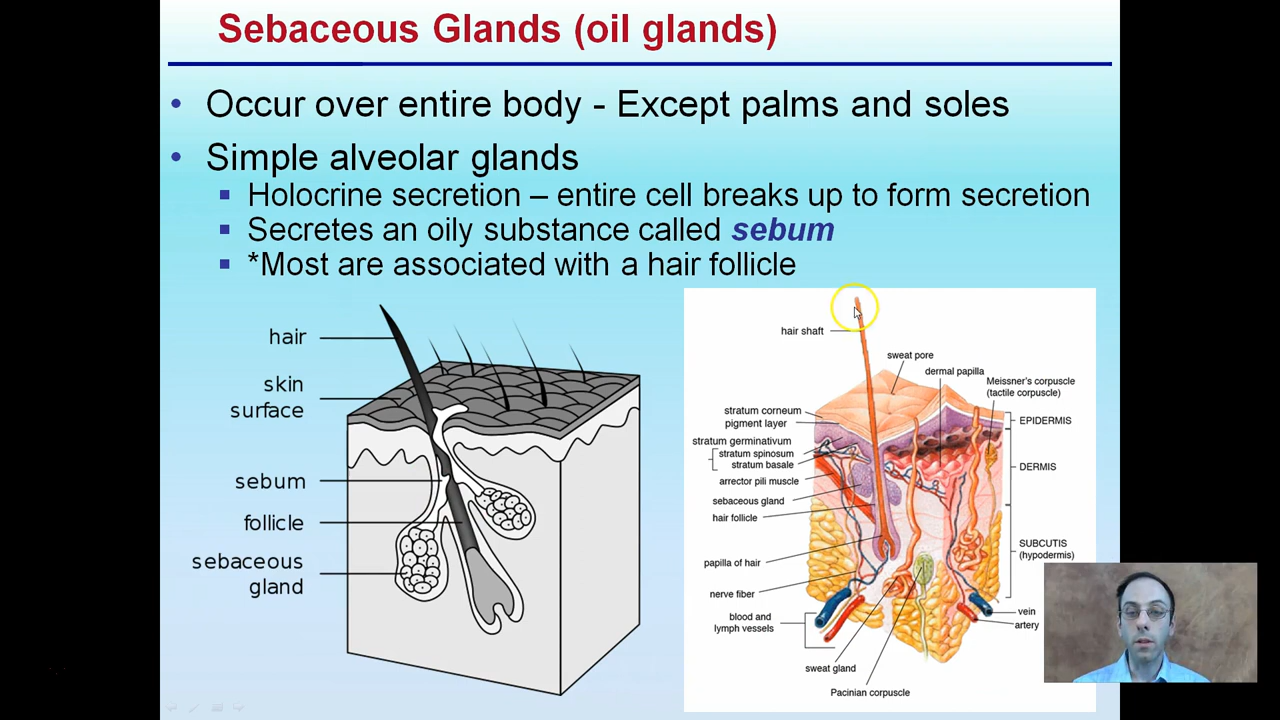 Sebaceous Glands (oil glands)
• Occur over entire body - Except palms and soles
• Simple alveolar glands
▪ Holocrine secretion – entire cell breaks up to form secretion
▪ Secretes an oily substance called sebum
▪ *Most are associated with a hair follicle
hair
skin
surface
sebum
follicle
sebaceous
gland
hair shaft
sweat pore
dermal papilla
Meissner's corpuscle
(tactile corpuscle)
stratum corneum
pigment layer
stratum germinativum
stratum spinosum
stratum basale
arrector pili muscle
sebaceous gland
hair follicle
papilla of hair
nerve fiber
blood and
lymph vessels
sweat gland
Pacinian corpuscle
EPIDERMIS
DERMIS
SUBCUTIS
(hypodermis)
vein
artery